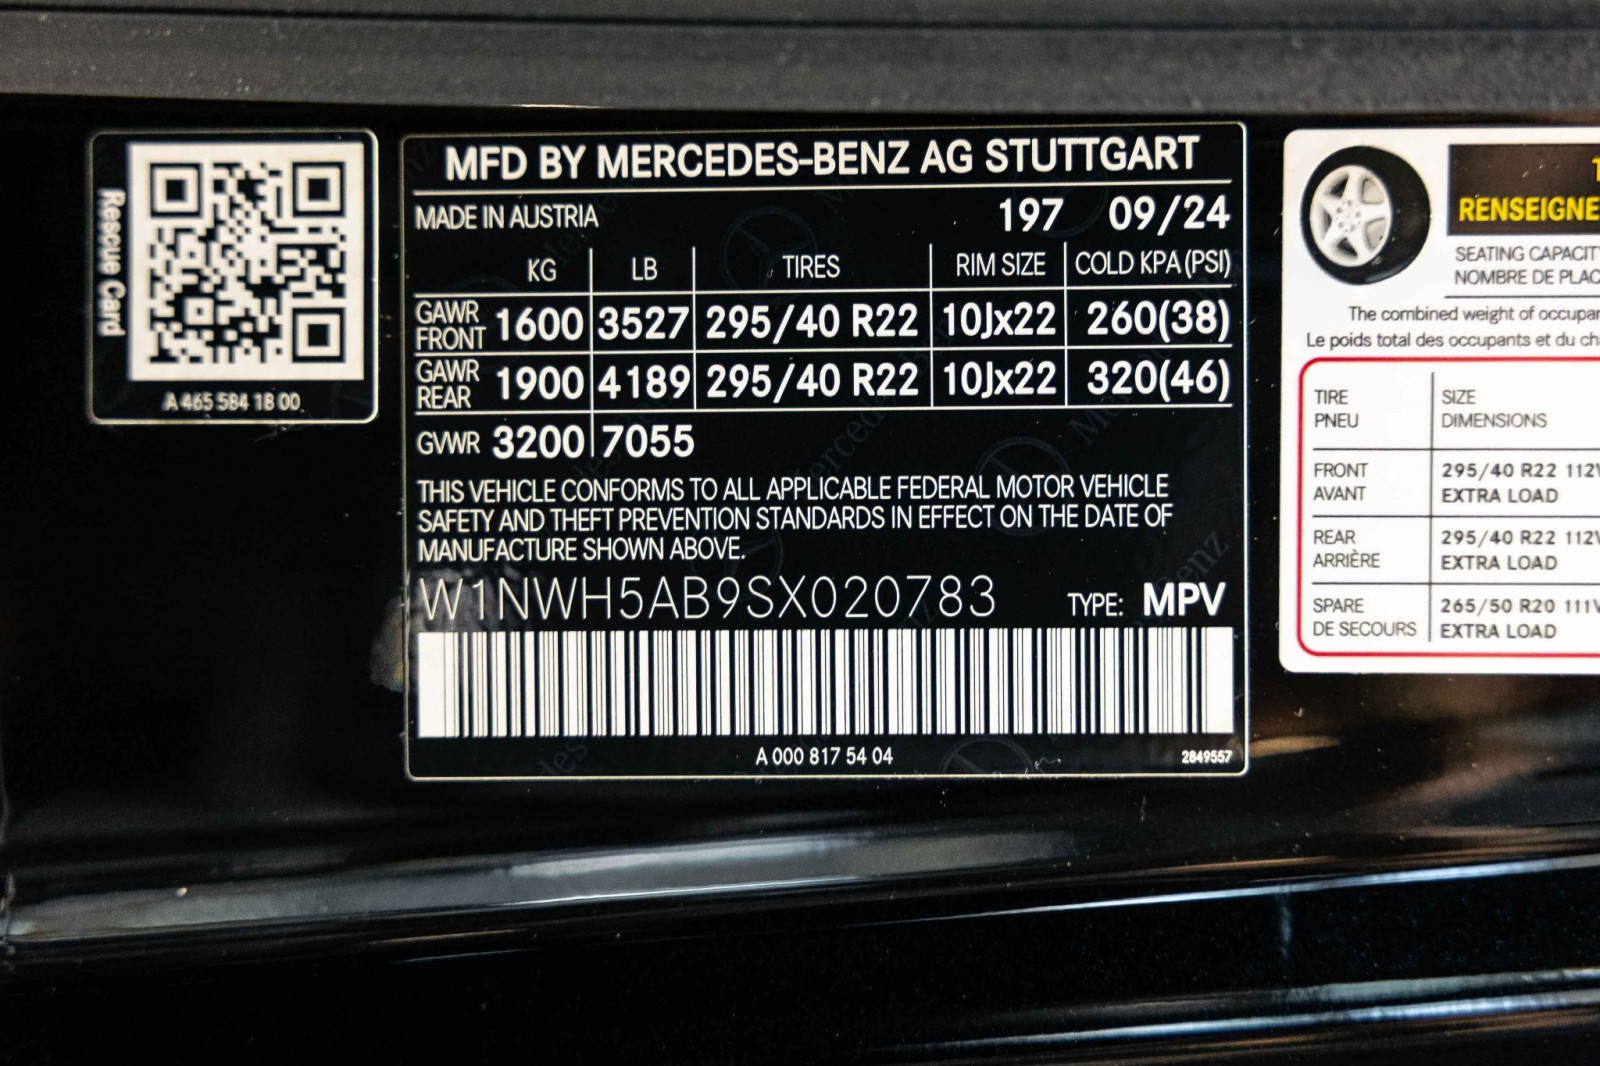 Rescue Card
A 465 584 18 00
MFD BY MERCEDES-BENZ AG STUTTGART
MADE IN AUSTRIA 197 09/24
KG LB TIRES RIM SIZE COLD KPA (PSI)
GAWR FRONT 1600 3527 295/40 R22 10Jx22 260(38)
GAWR REAR 1900 4189 295/40 R22 10Jx22 320(46)
GVWR 3200 7055
THIS VEHICLE CONFORMS TO ALL APPLICABLE FEDERAL MOTOR VEHICLE
SAFETY AND THEFT PREVENTION STANDARDS IN EFFECT ON THE DATE OF
MANUFACTURE SHOWN ABOVE.
W1NWH5AB9SX020783 TYPE: MPV
A 000 817 54 04 2849557
SEATING CAPACITY
NOMBRE DE
The combined weight of
Le poids total des occupants et du
TIRE SIZE
PNEU DIMENSIONS
FRONT 295/40 R22 112V
AVANT EXTRA LOAD
REAR 295/40 R22 112V
ARRIÈRE EXTRA LOAD
SPARE 265/50 R20 111V
DE SECOURS EXTRA LOAD